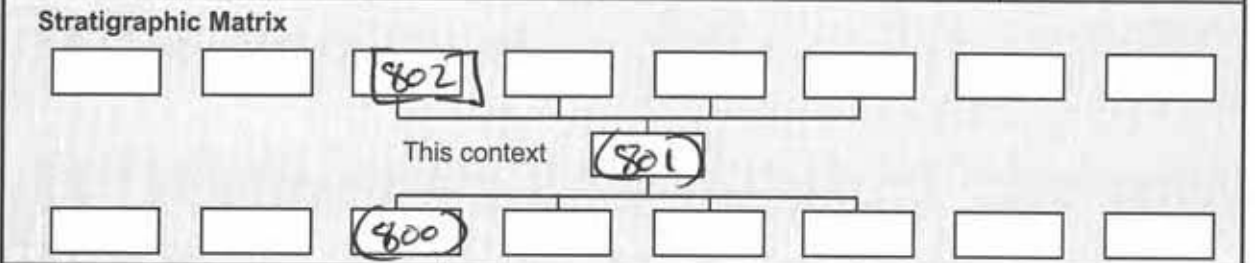 Stratigraphic Matrix
[802]
This context (801)
(800)